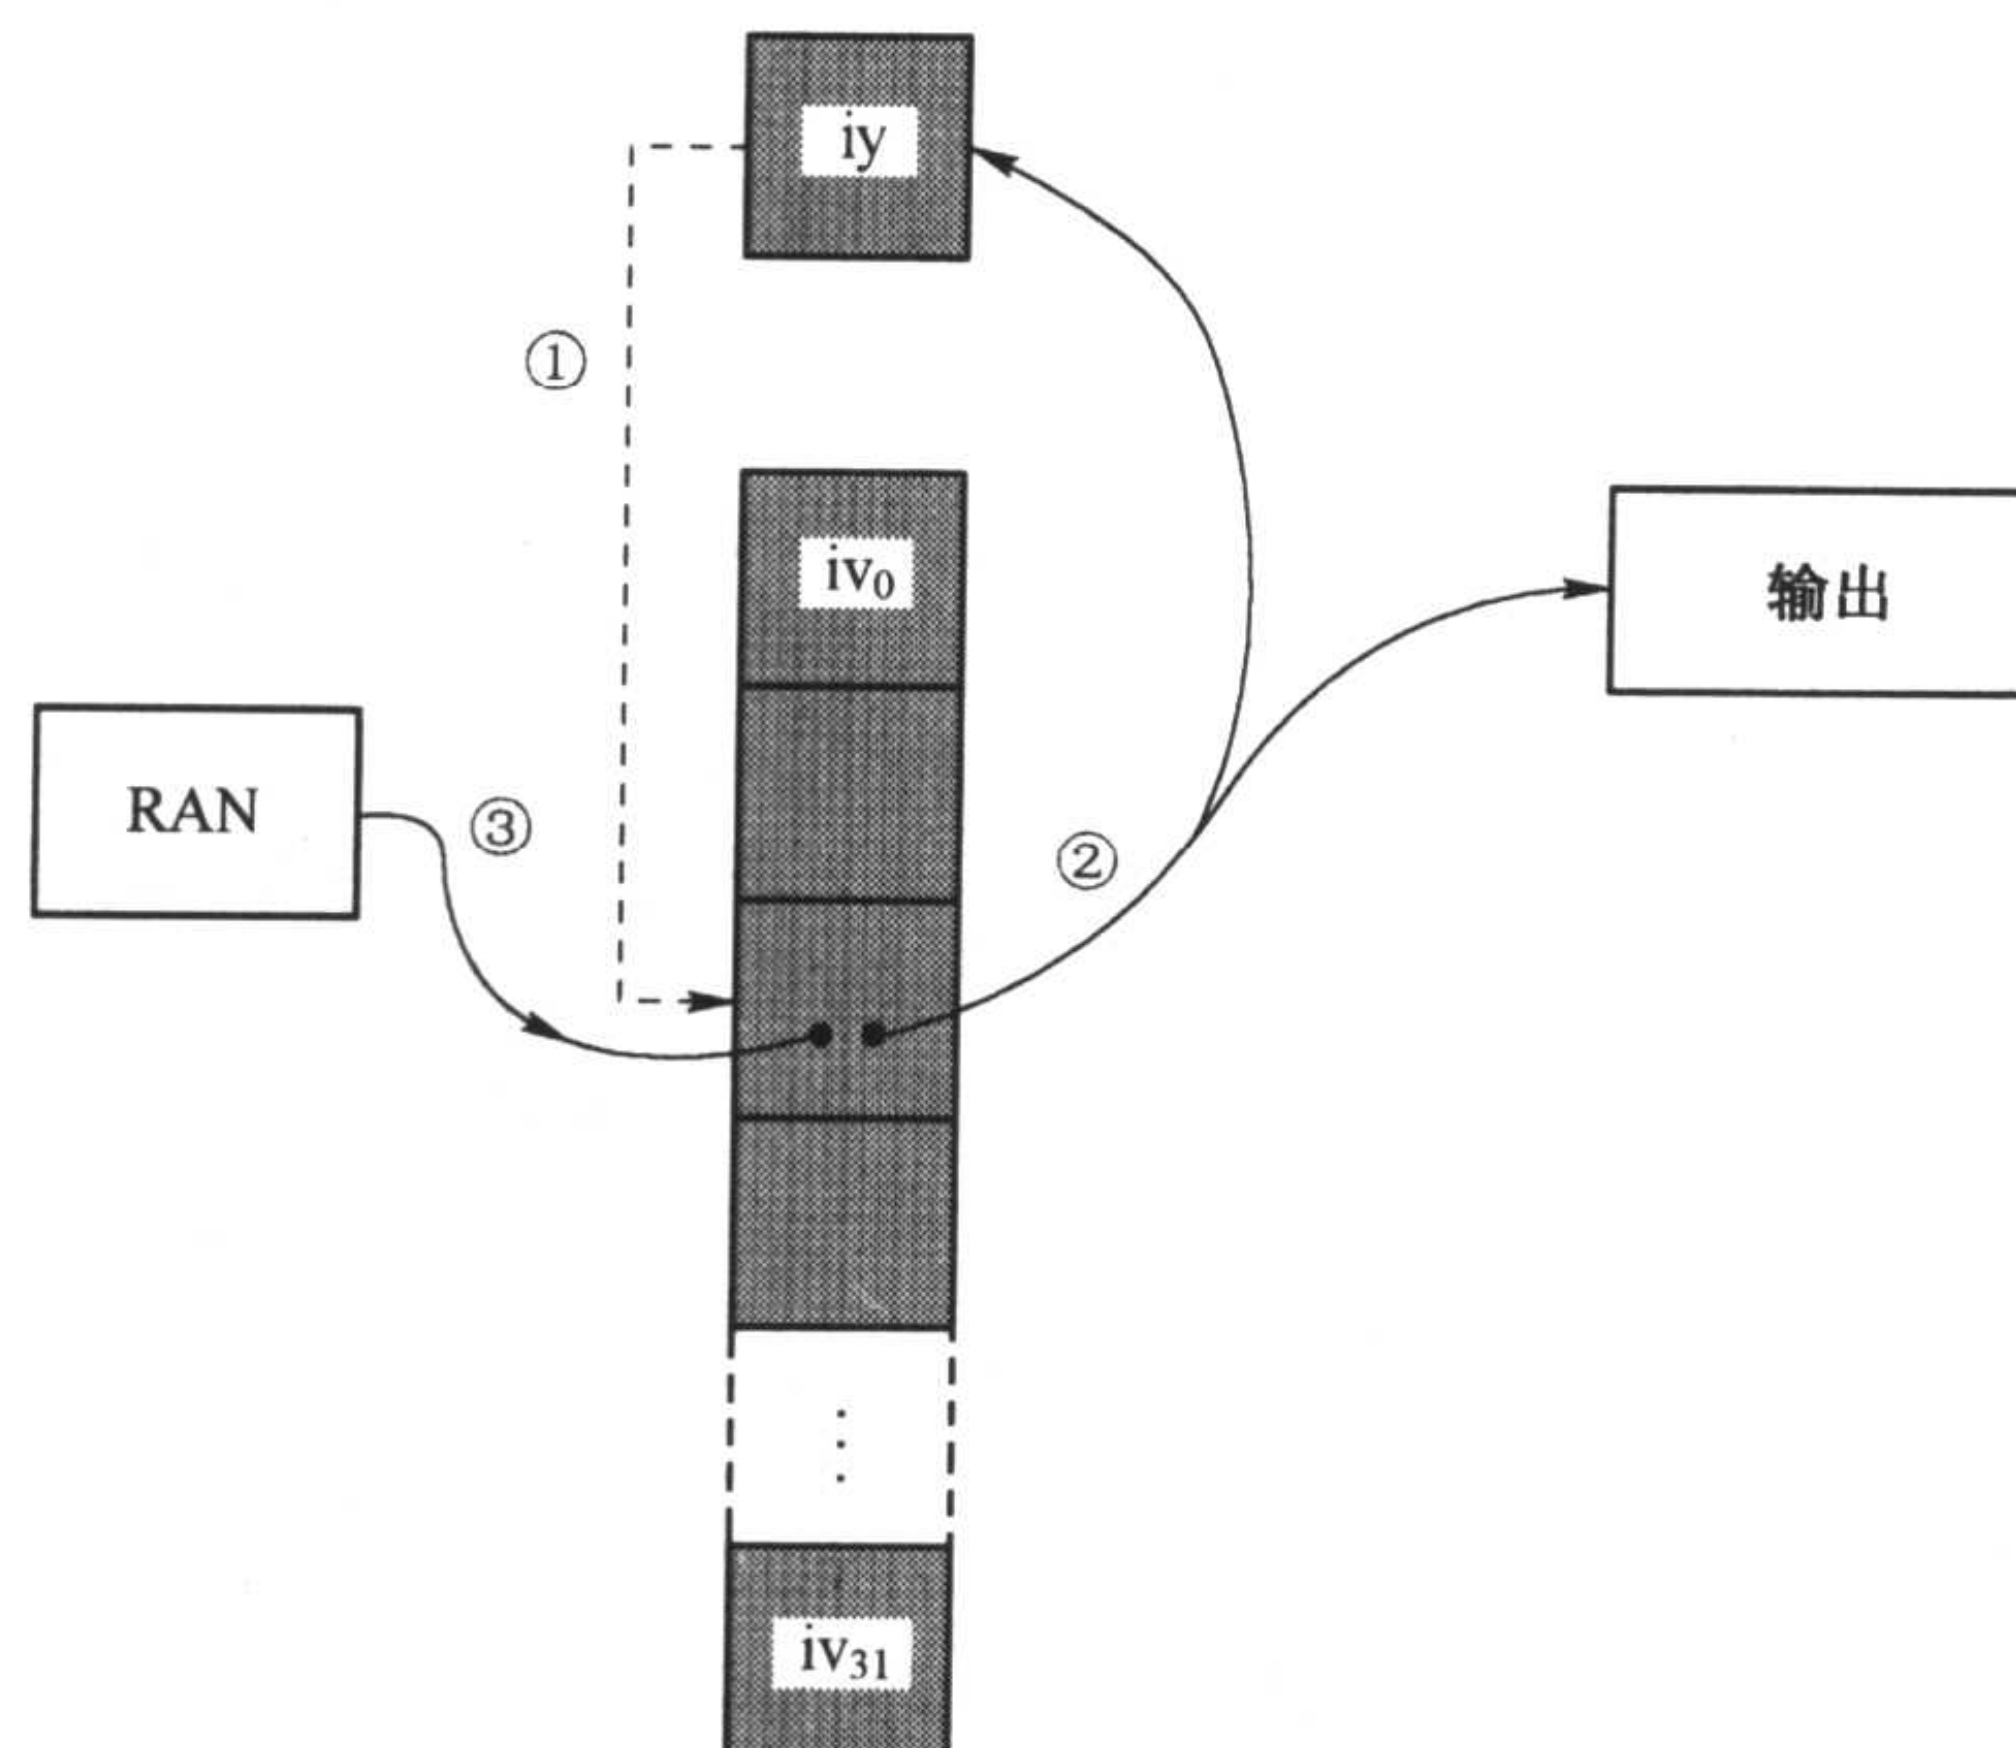 iy
①
iv₀
输出
RAN
③
②
iv₃₁